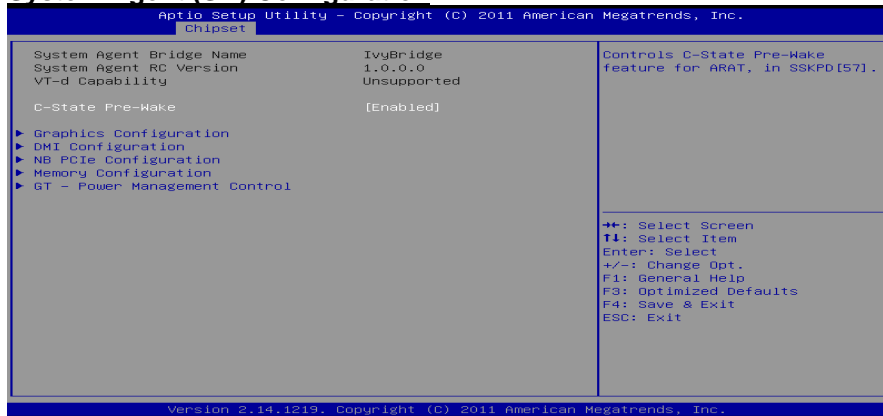 Aptio Setup Utility – Copyright (C) 2011 American Megatrends, Inc.
Chipset
System Agent Bridge Name IvyBridge
System Agent RC Version 1.0.0.0
VT-d Capability Unsupported
C-State Pre-Wake [Enabled]
► Graphics Configuration
► DMI Configuration
► NB PCIe Configuration
► Memory Configuration
► GT – Power Management Control
Controls C-State Pre-Wake
feature for ARAT, in SSKPD[57].
→←: Select Screen
↑↓: Select Item
Enter: Select
+/-: Change Opt.
F1: General Help
F3: Optimized Defaults
F4: Save & Exit
ESC: Exit
Version 2.14.1219. Copyright (C) 2011 American Megatrends, Inc.